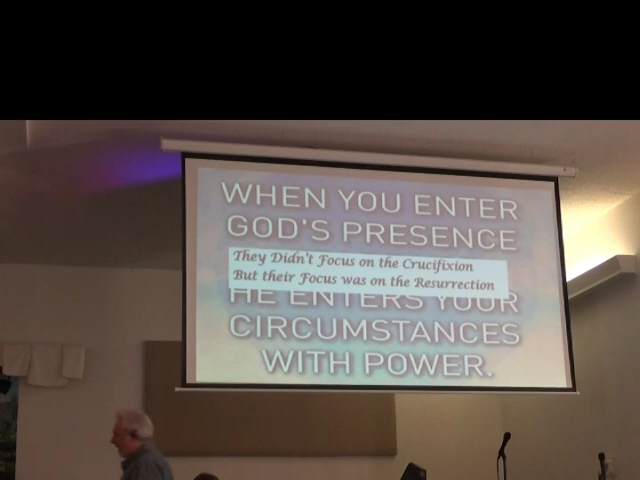 WHEN YOU ENTER
GOD'S PRESENCE
They Didn't Focus on the Crucifixion
But their Focus was on the Resurrection
HE ENTERS YOUR
CIRCUMSTANCES
WITH POWER.